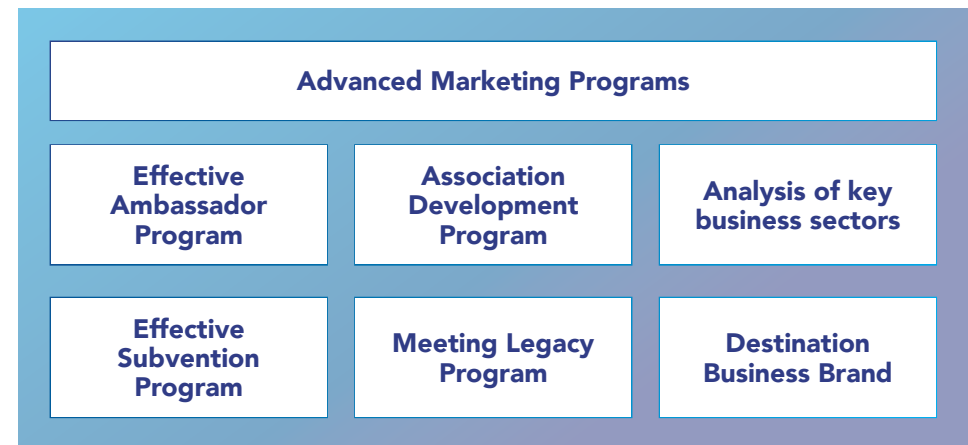 Advanced Marketing Programs
Effective
Ambassador
Program
Association
Development
Program
Analysis of key
business sectors
Effective
Subvention
Program
Meeting Legacy
Program
Destination
Business Brand